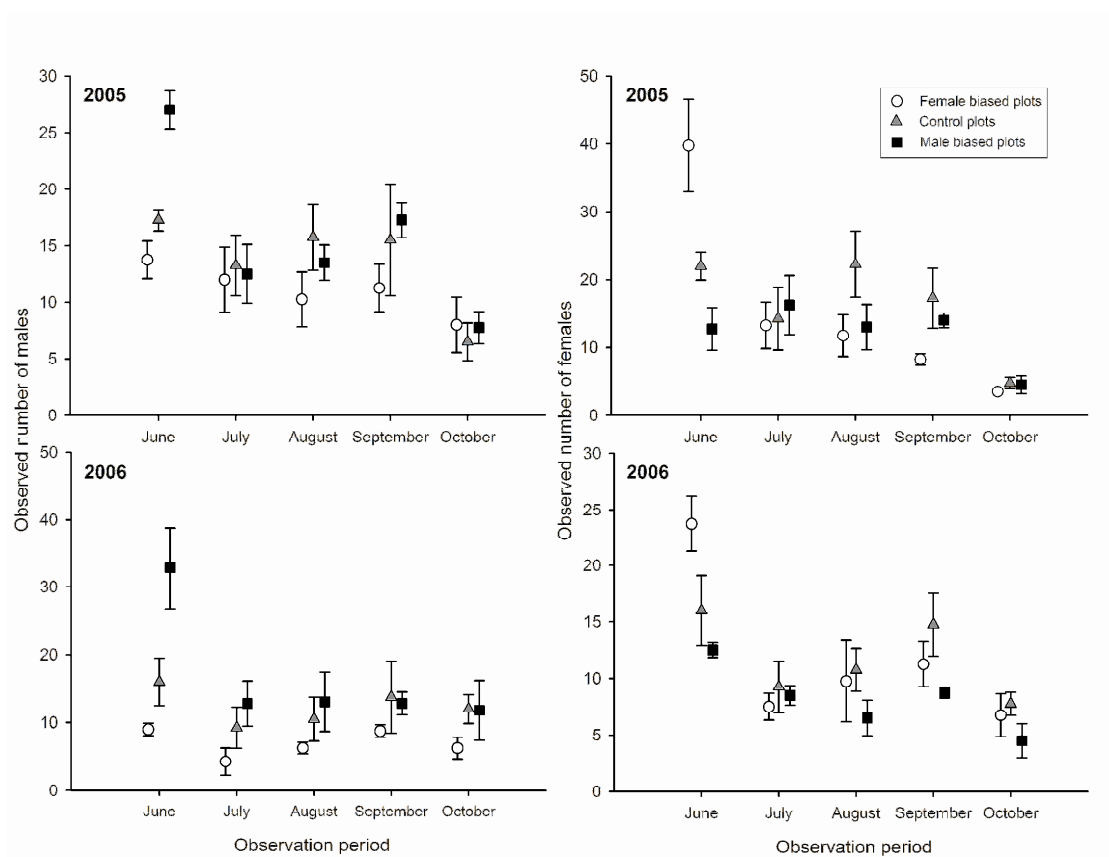 2005
30
25
20
15
10
5
0
Observed number of males
June
July
August
September
October
2006
50
40
30
20
10
0
June
July
August
September
October
Observation period
2005
50
40
30
20
10
0
Female biased plots
Control plots
Male biased plots
Observed number of females
June
July
August
September
October
2006
30
25
20
15
10
5
0
June
July
August
September
October
Observation period